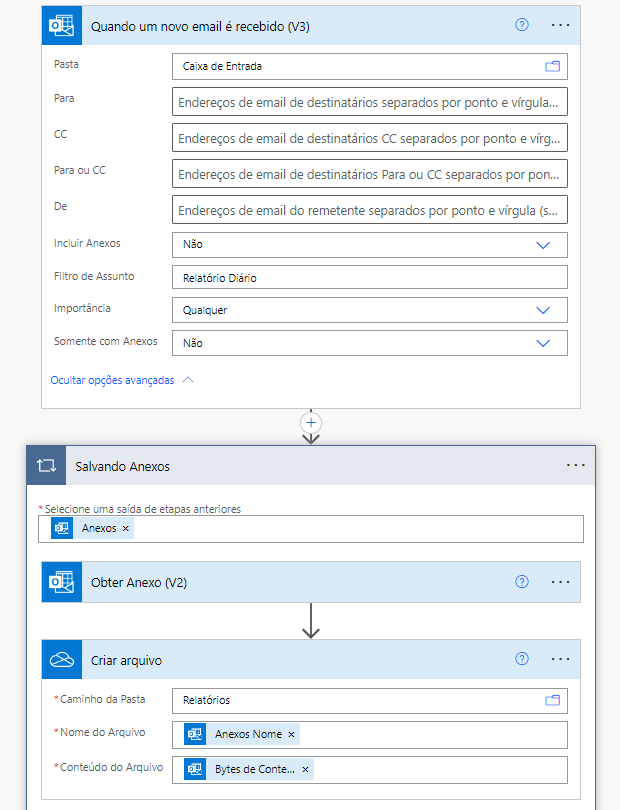 Quando um novo email é recebido (V3)
Pasta
Caixa de Entrada
Para
Endereços de email de destinatários separados por ponto e vírgula...
CC
Endereços de email de destinatários CC separados por ponto e vírg...
Para ou CC
Endereços de email de destinatários Para ou CC separados por pon...
De
Endereços de email do remetente separados por ponto e vírgula (s...
Incluir Anexos
Não
Filtro de Assunto
Relatório Diário
Importância
Qualquer
Somente com Anexos
Não
Ocultar opções avançadas
Salvando Anexos
* Selecione uma saída de etapas anteriores
Anexos ×
Obter Anexo (V2)
Criar arquivo
* Caminho da Pasta
Relatórios
* Nome do Arquivo
Anexos Nome ×
* Conteúdo do Arquivo
Bytes de Conte... ×